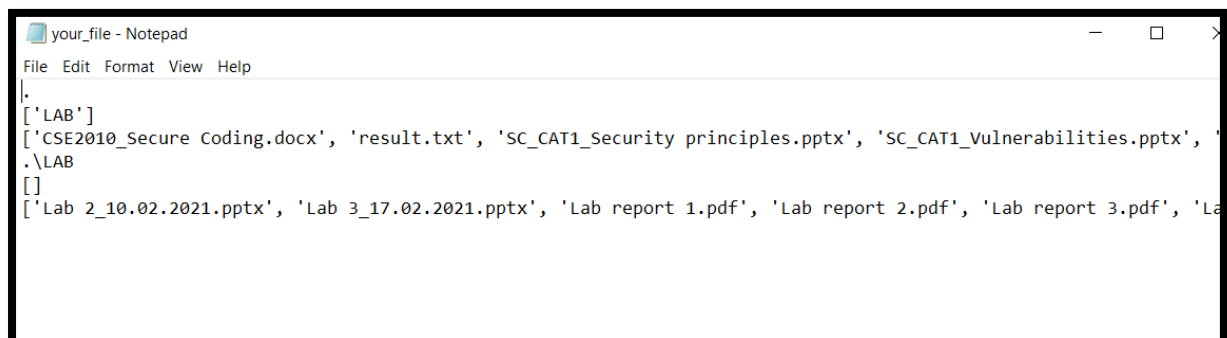 your_file - Notepad
File Edit Format View Help
.
['LAB']
['CSE2010_Secure Coding.docx', 'result.txt', 'SC_CAT1_Security principles.pptx', 'SC_CAT1_Vulnerabilities.pptx', '
.\LAB
[]
['Lab 2_10.02.2021.pptx', 'Lab 3_17.02.2021.pptx', 'Lab report 1.pdf', 'Lab report 2.pdf', 'Lab report 3.pdf', 'La